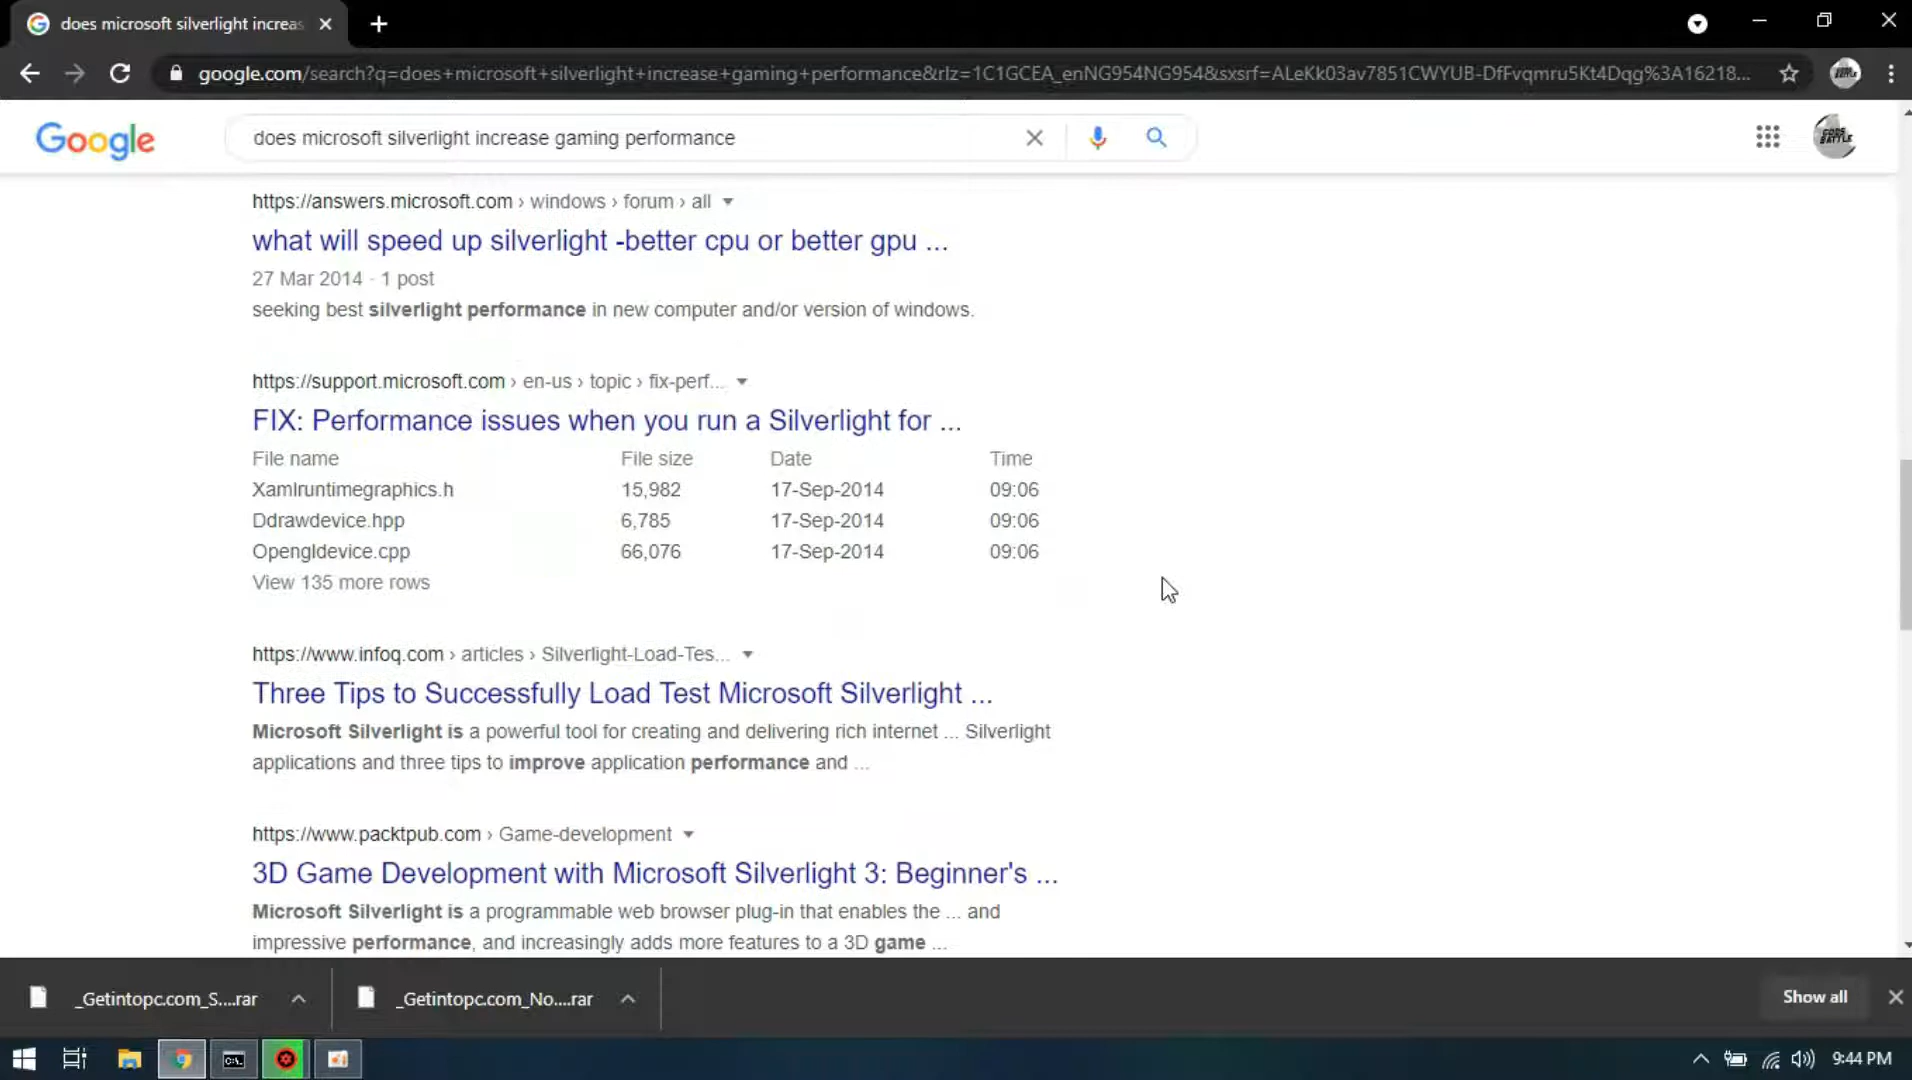 does microsoft silverlight increas
google.com/search?q=does+microsoft+silverlight+increase+gaming+performance&rlz=1C1GCEA_enNG954NG954&sxsrf=ALeKk03av7851CWYUB-DfFvqmru5Kt4Dqg%3A16218...
Google
does microsoft silverlight increase gaming performance
GODS
BATTLE
https://answers.microsoft.com › windows › forum › all
what will speed up silverlight -better cpu or better gpu ...
27 Mar 2014 · 1 post
seeking best silverlight performance in new computer and/or version of windows.
https://support.microsoft.com › en-us › topic › fix-perf...
FIX: Performance issues when you run a Silverlight for ...
File name File size Date Time
Xamlruntimegraphics.h 15,982 17-Sep-2014 09:06
Ddrawdevice.hpp 6,785 17-Sep-2014 09:06
Opengldevice.cpp 66,076 17-Sep-2014 09:06
View 135 more rows
https://www.infoq.com › articles › Silverlight-Load-Tes...
Three Tips to Successfully Load Test Microsoft Silverlight ...
Microsoft Silverlight is a powerful tool for creating and delivering rich internet ... Silverlight
applications and three tips to improve application performance and ...
https://www.packtpub.com › Game-development
3D Game Development with Microsoft Silverlight 3: Beginner's ...
Microsoft Silverlight is a programmable web browser plug-in that enables the ... and
impressive performance, and increasingly adds more features to a 3D game ...
_Getintopc.com_S....rar
_Getintopc.com_No....rar
Show all
C:\.
9:44 PM